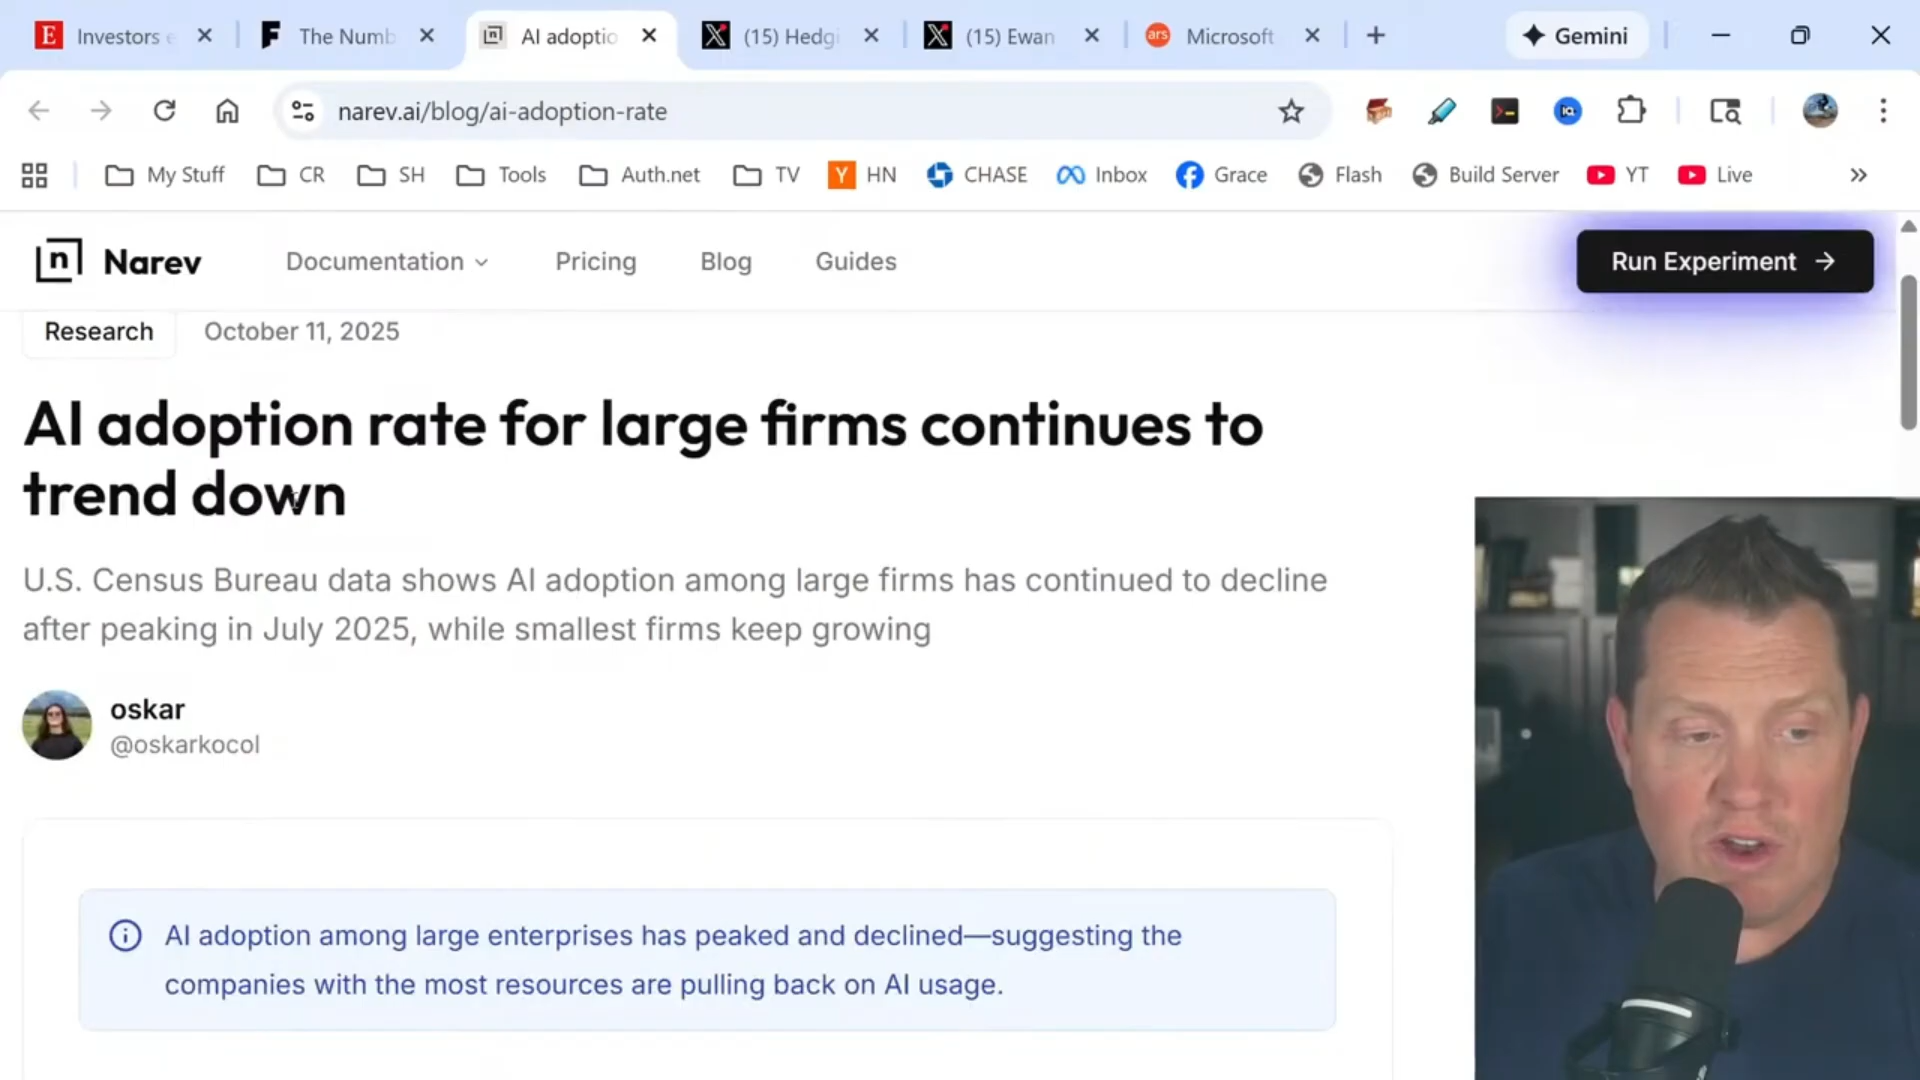 Investors e
The Numb
AI adoptio
(15) Hedgi
(15) Ewan
Microsoft
Gemini
narev.ai/blog/ai-adoption-rate
My Stuff
CR
SH
Tools
Auth.net
TV
HN
CHASE
Inbox
Grace
Flash
Build Server
YT
Live
Narev
Documentation
Pricing
Blog
Guides
Run Experiment
Research
October 11, 2025
AI adoption rate for large firms continues to
trend down
U.S. Census Bureau data shows AI adoption among large firms has continued to decline
after peaking in July 2025, while smallest firms keep growing
oskar
@oskarkocol
AI adoption among large enterprises has peaked and declined—suggesting the
companies with the most resources are pulling back on AI usage.